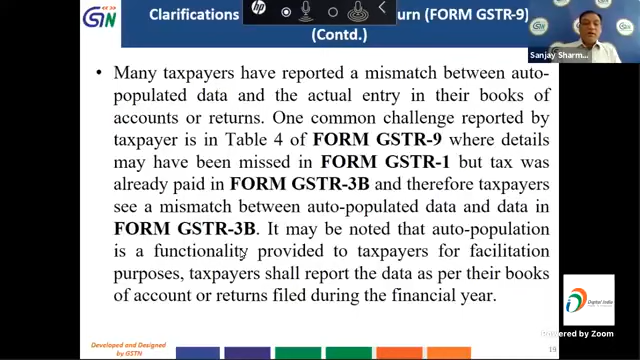 GSTN
Clarifications
urn (FORM GSTR-9)
(Contd.)
hp
Sanjay Sharm...
• Many taxpayers have reported a mismatch between auto-
populated data and the actual entry in their books of
accounts or returns. One common challenge reported by
taxpayer is in Table 4 of FORM GSTR-9 where details
may have been missed in FORM GSTR-1 but tax was
already paid in FORM GSTR-3B and therefore taxpayers
see a mismatch between auto-populated data and data in
FORM GSTR-3B. It may be noted that auto-population
is a functionality provided to taxpayers for facilitation
purposes, taxpayers shall report the data as per their books
of account or returns filed during the financial year.
Digital India
Powered by Zoom
Developed and Designed
by GSTN
19